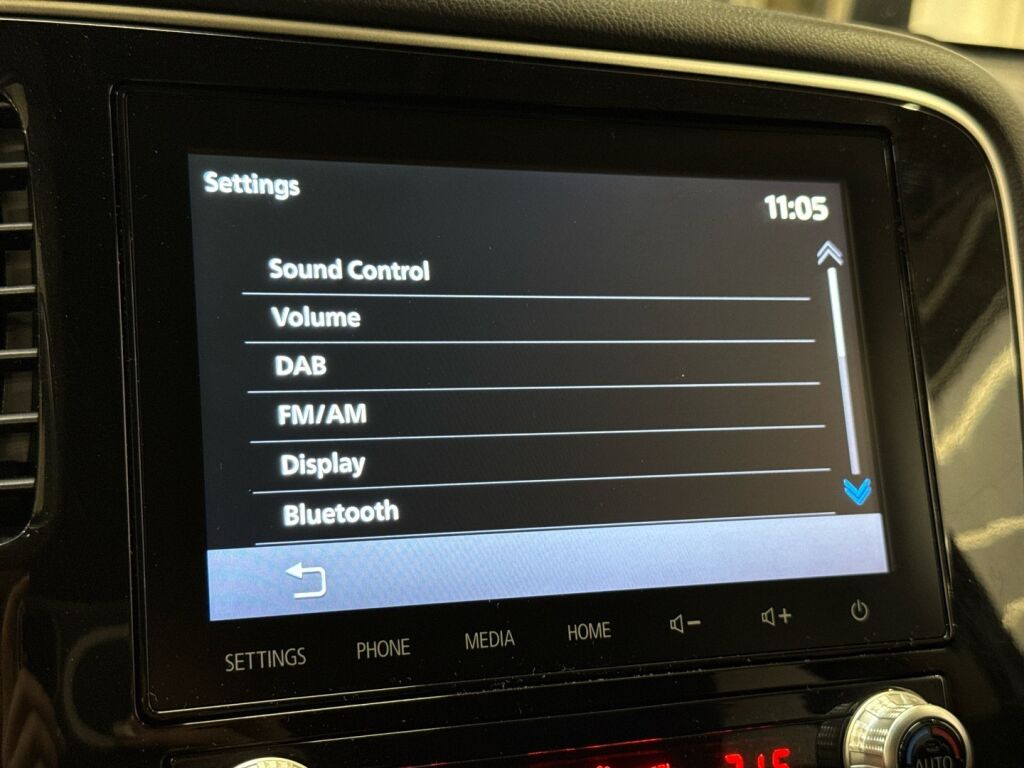 Settings
11:05
Sound Control
Volume
DAB
FM/AM
Display
Bluetooth
SETTINGS
PHONE
MEDIA
HOME
AUTO